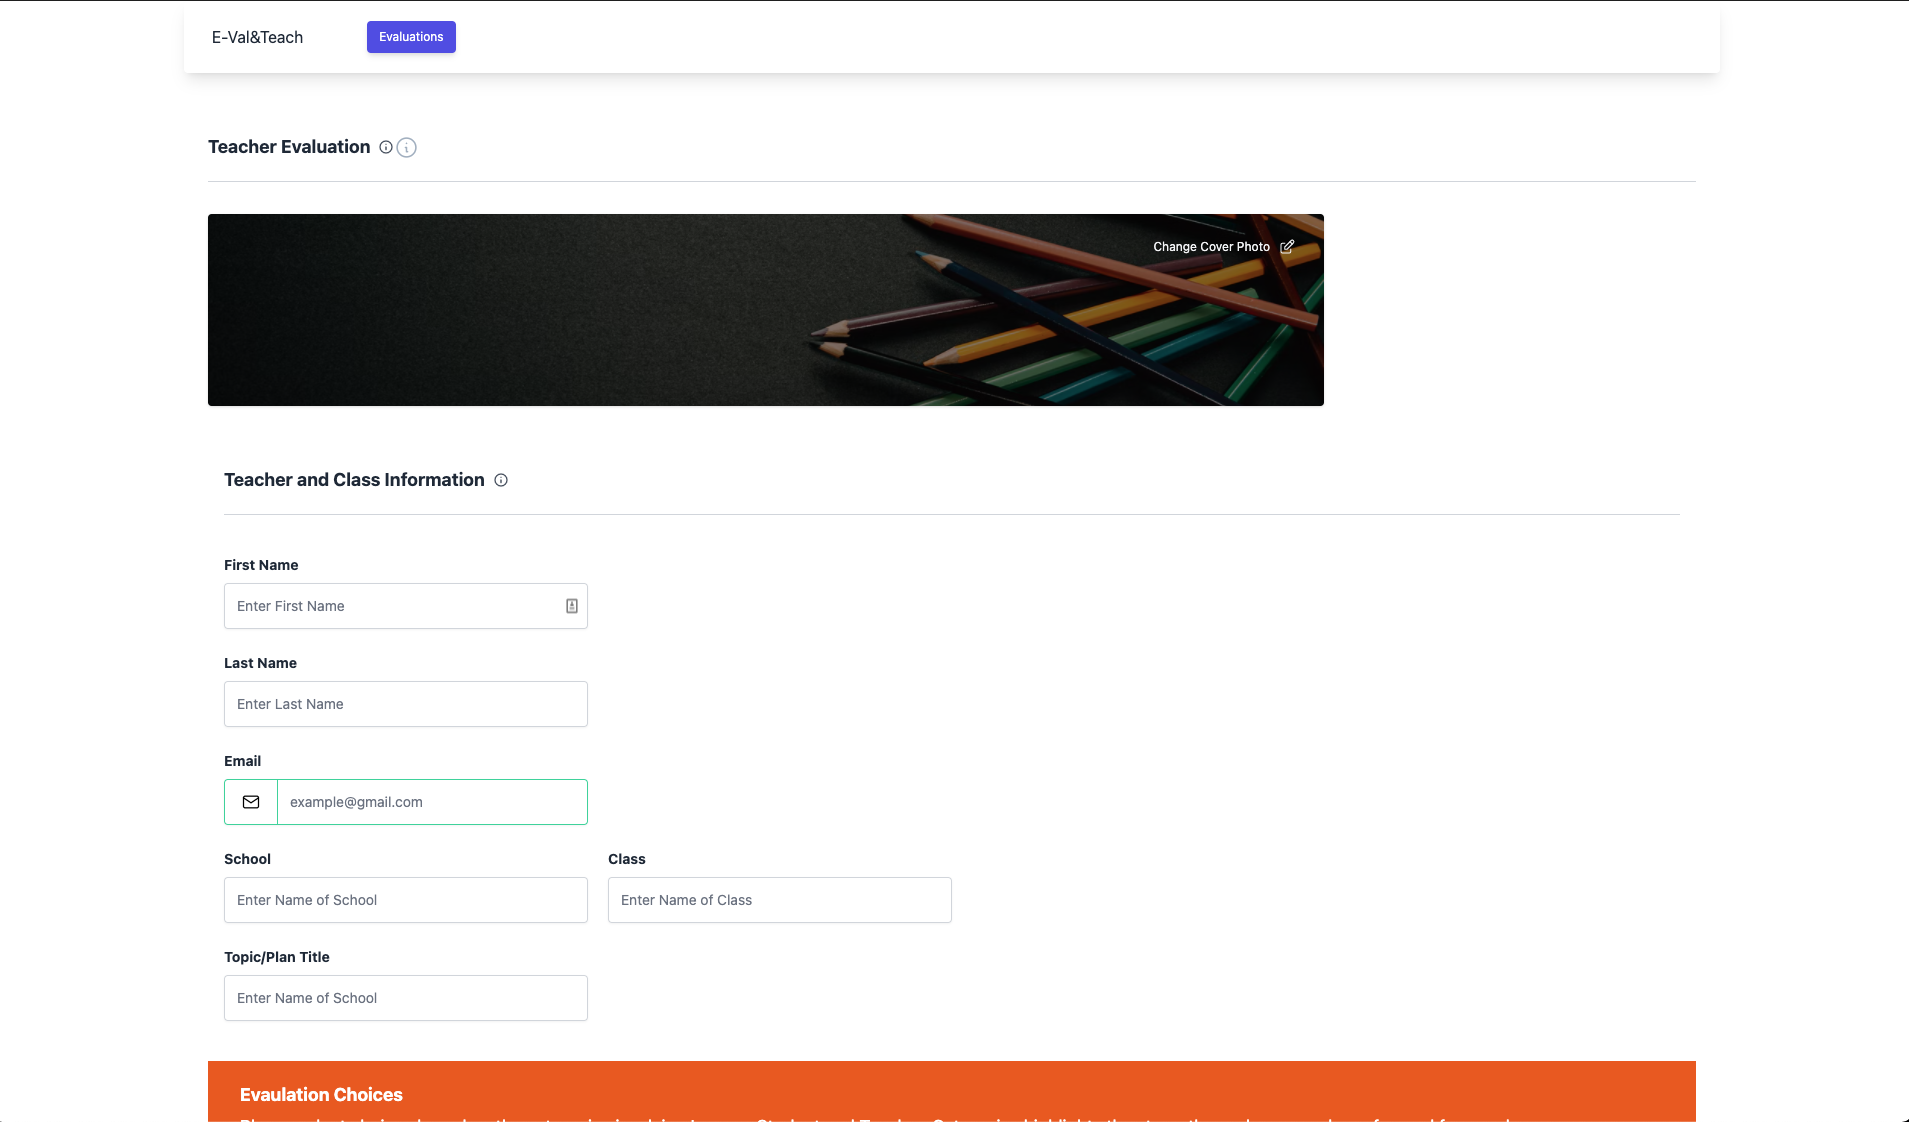 E-Val&Teach
Evaluations
Teacher Evaluation
Change Cover Photo
Teacher and Class Information
First Name
Enter First Name
Last Name
Enter Last Name
Email
example@gmail.com
School
Class
Enter Name of School
Enter Name of Class
Topic/Plan Title
Enter Name of School
Evaulation Choices